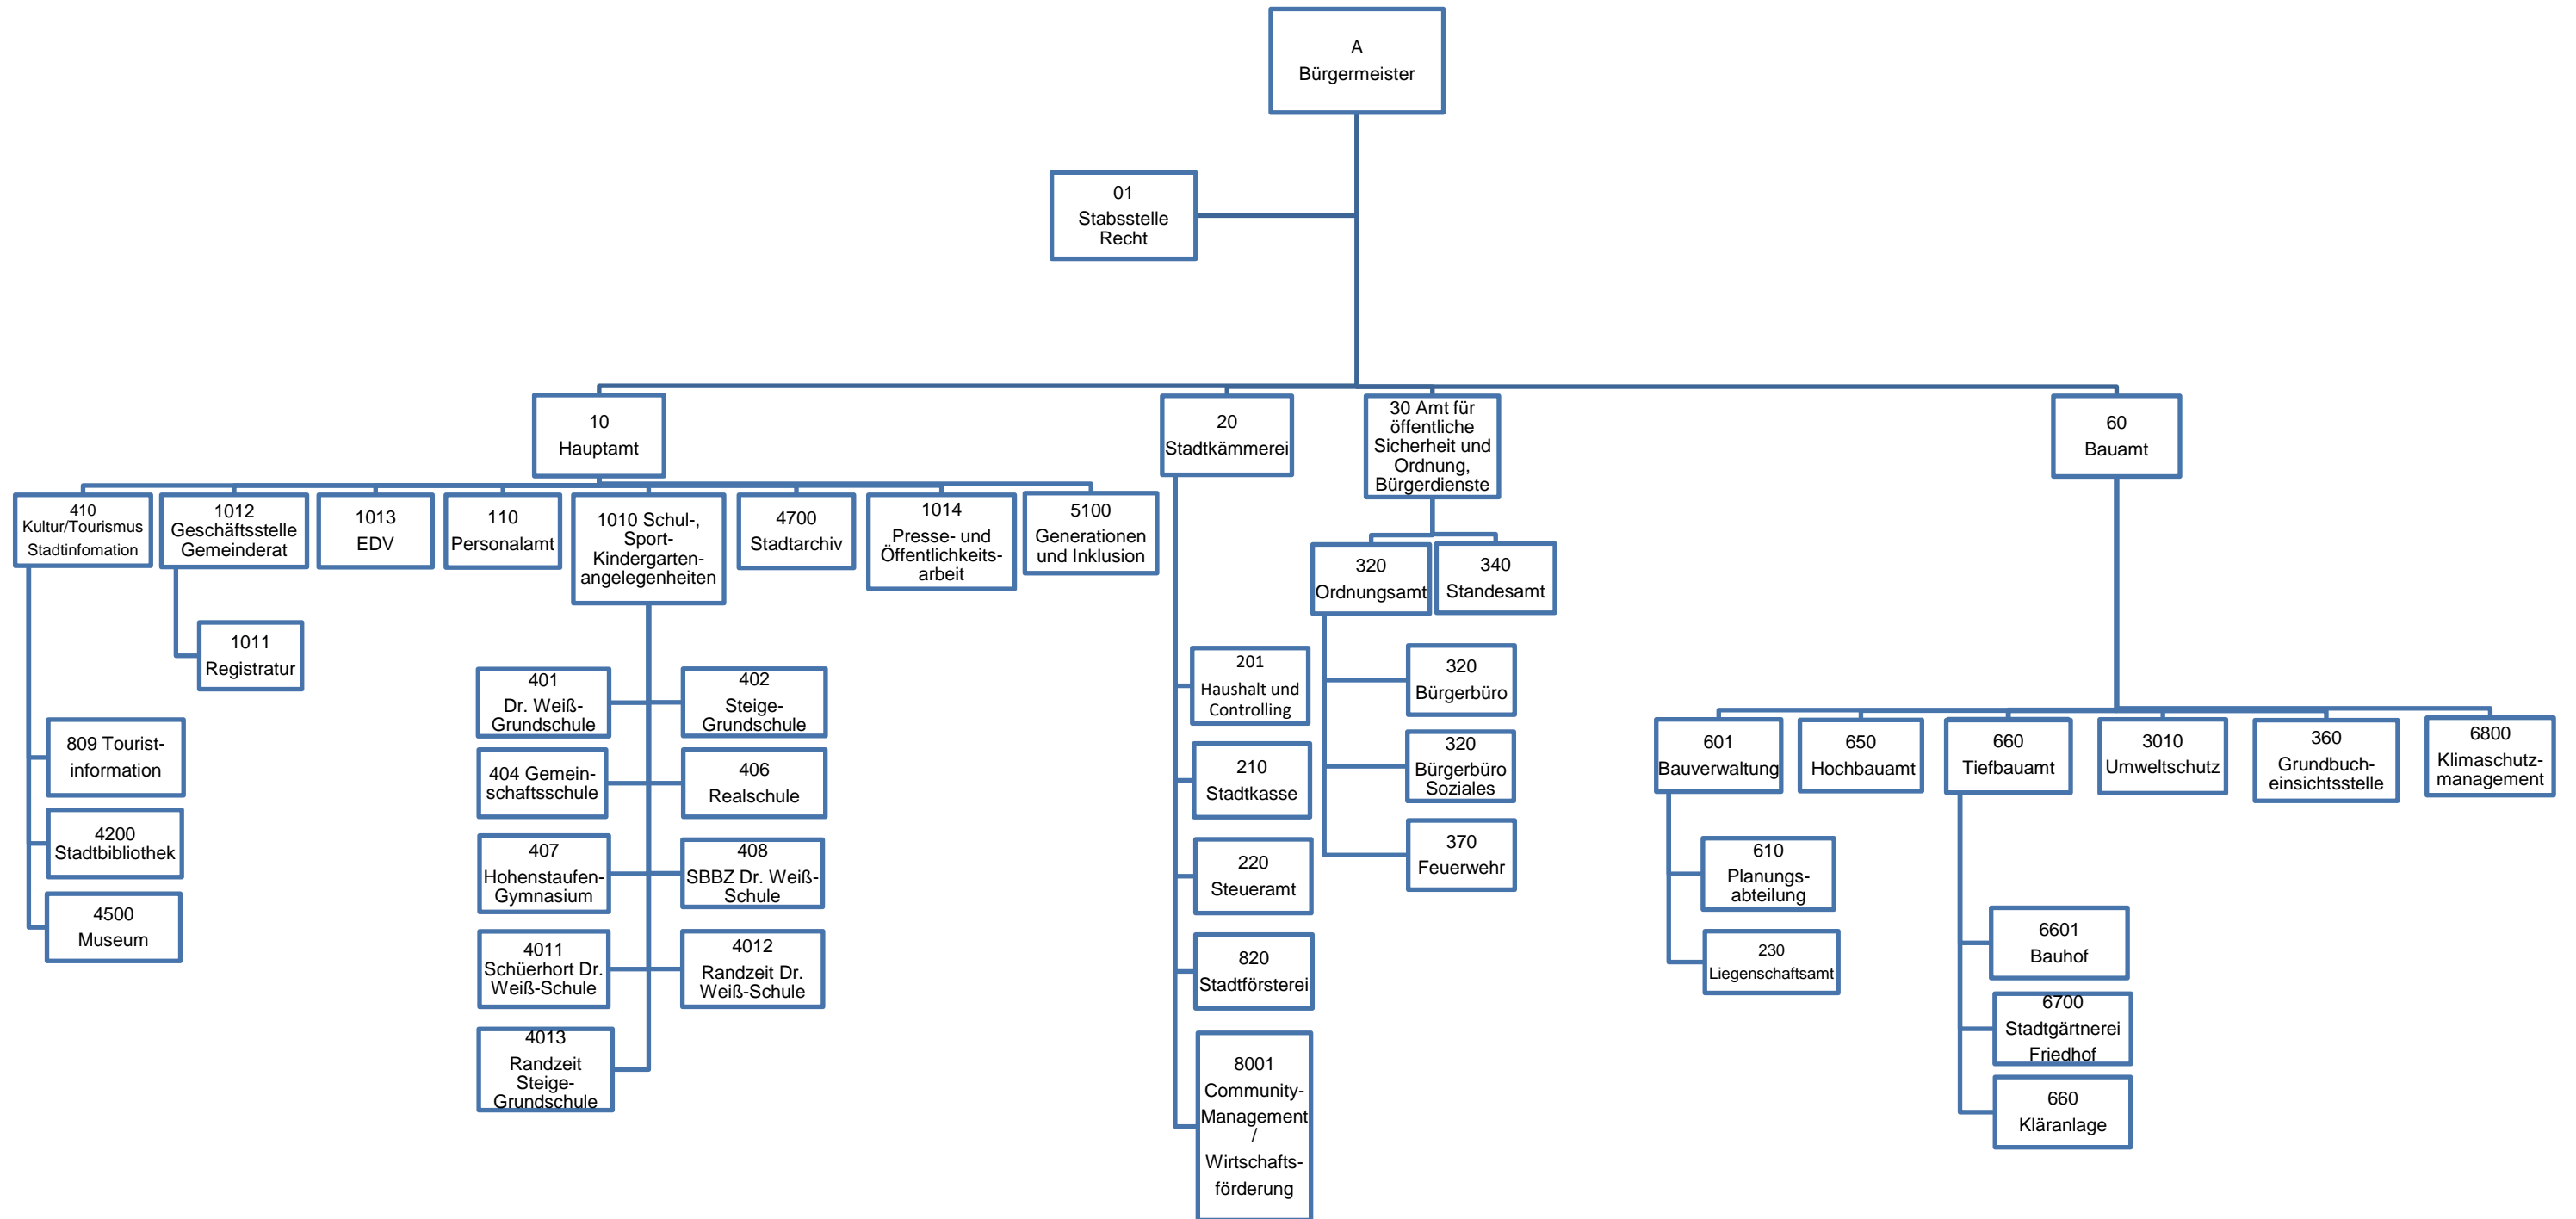 A
Bürgermeister
01
Stabsstelle
Recht
10
Hauptamt
20
Stadtkämmerei
30 Amt für
öffentliche
Sicherheit und
Ordnung,
Bürgerdienste
60
Bauamt
410
Kultur/Tourismus
Stadtinfomation
1012
Geschäftsstelle
Gemeinderat
1013
EDV
110
Personalamt
1010 Schul-,
Sport-
Kindergarten-
angelegenheiten
4700
Stadtarchiv
1014
Presse- und
Öffentlichkeits-
arbeit
5100
Generationen
und Inklusion
320
Ordnungsamt
340
Standesamt
1011
Registratur
809 Tourist-
information
4200
Stadtbibliothek
4500
Museum
401
Dr. Weiß-
Grundschule
402
Steige-
Grundschule
404 Gemein-
schaftsschule
406
Realschule
407
Hohenstaufen-
Gymnasium
408
SBBZ Dr. Weiß-
Schule
4011
Schüerhort Dr.
Weiß-Schule
4012
Randzeit Dr.
Weiß-Schule
4013
Randzeit
Steige-
Grundschule
201
Haushalt und
Controlling
210
Stadtkasse
220
Steueramt
820
Stadtförsterei
8001
Community-
Management
/
Wirtschafts-
förderung
320
Bürgerbüro
320
Bürgerbüro
Soziales
370
Feuerwehr
601
Bauverwaltung
650
Hochbauamt
660
Tiefbauamt
3010
Umweltschutz
360
Grundbuch-
einsichtsstelle
6800
Klimaschutz-
management
610
Planungs-
abteilung
230
Liegenschaftsamt
6601
Bauhof
6700
Stadtgärtnerei
Friedhof
660
Kläranlage